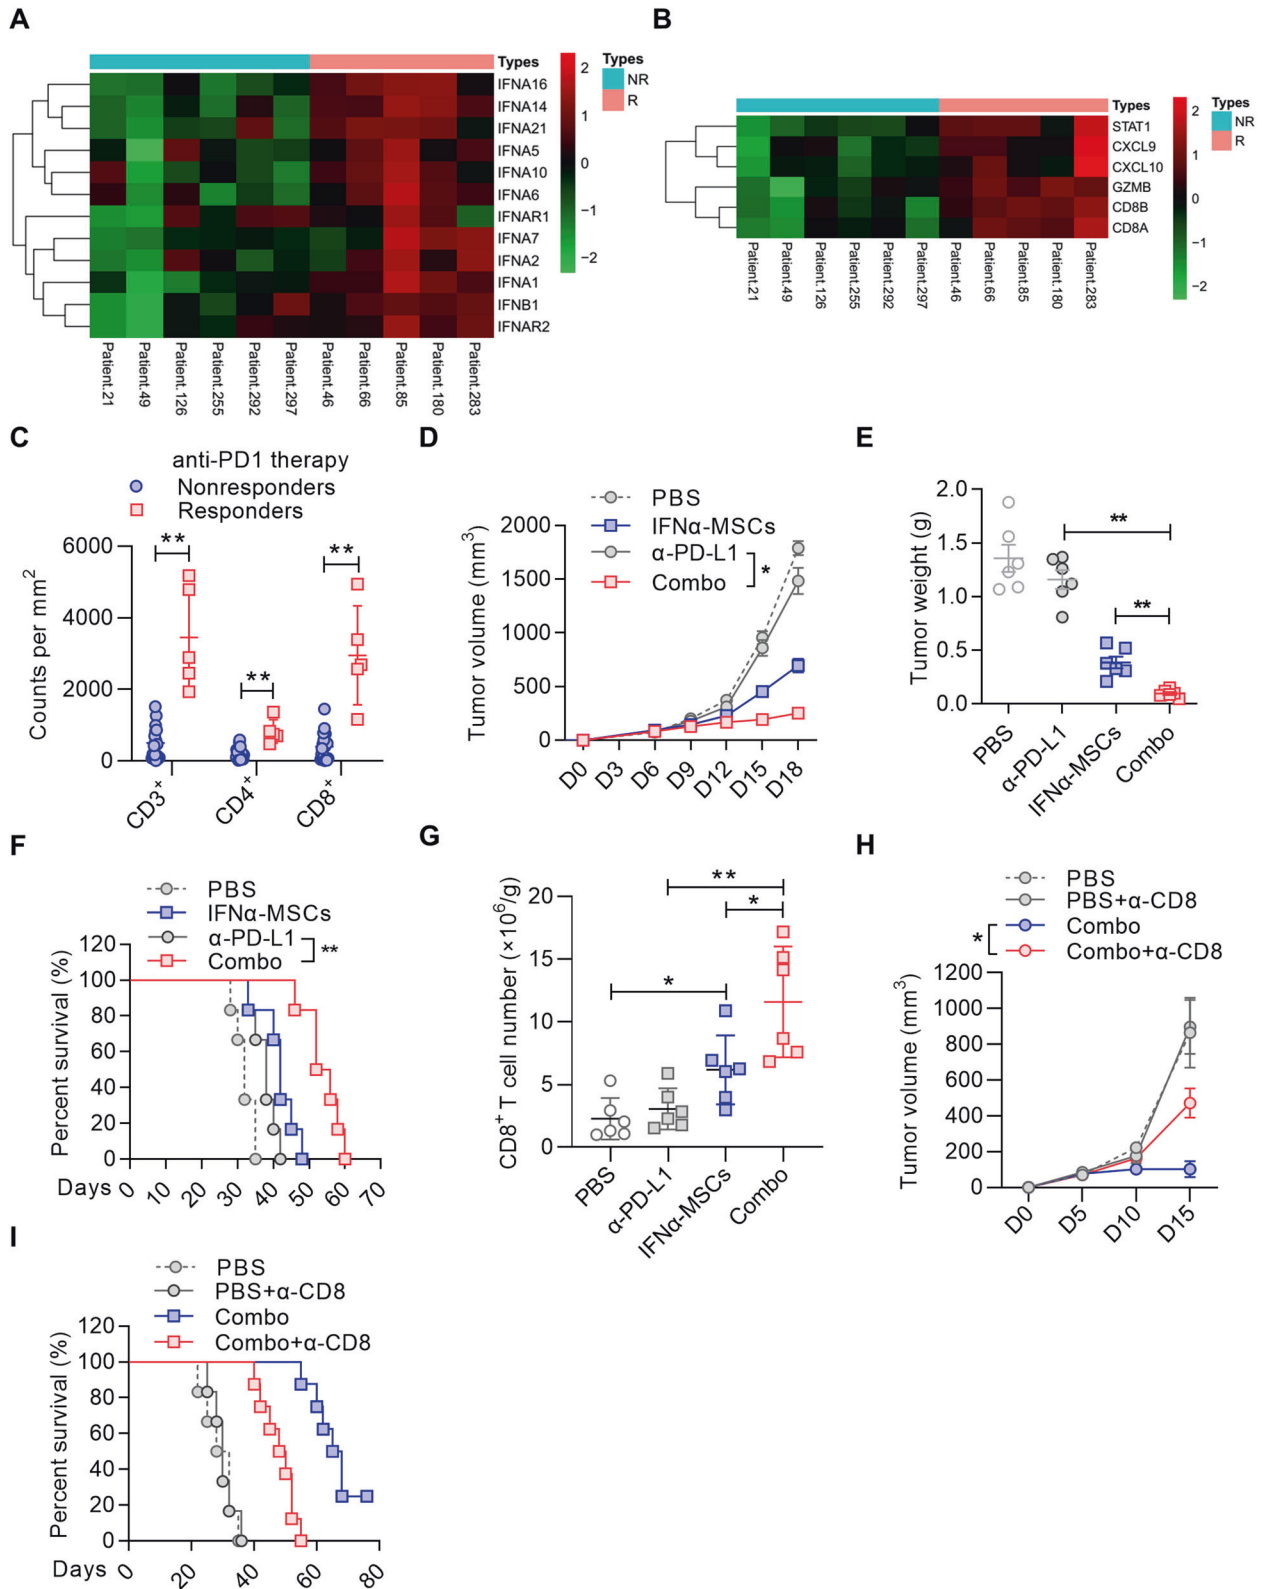 A
Types
IFNA16
IFNA14
IFNA21
IFNA5
IFNA10
IFNA6
IFNAR1
IFNA7
IFNA2
IFNA1
IFNB1
IFNAR2
2
1
0
−1
−2
Types
NR
R
Patient.21
Patient.49
Patient.126
Patient.255
Patient.292
Patient.297
Patient.46
Patient.66
Patient.85
Patient.180
Patient.283
B
Types
STAT1
CXCL9
CXCL10
GZMB
CD8B
CD8A
2
1
0
−1
−2
Types
NR
R
Patient.21
Patient.49
Patient.126
Patient.255
Patient.292
Patient.297
Patient.46
Patient.66
Patient.85
Patient.180
Patient.283
C
anti-PD1 therapy
Nonresponders
Responders
Counts per mm²
6000
4000
2000
0
**
**
**
CD3⁺
CD4⁺
CD8⁺
D
PBS
IFNα-MSCs
α-PD-L1
Combo
*
Tumor volume (mm³)
2000
1500
1000
500
0
D0
D3
D6
D9
D12
D15
D18
E
Tumor weight (g)
2.0
1.5
1.0
0.5
0.0
**
**
PBS
α-PD-L1
IFNα-MSCs
Combo
F
PBS
IFNα-MSCs
α-PD-L1
Combo
**
Percent survival (%)
120
100
80
60
40
20
0
Days
0
10
20
30
40
50
60
70
G
CD8⁺ T cell number (×10⁶/g)
20
15
10
5
0
**
*
*
PBS
α-PD-L1
IFNα-MSCs
Combo
H
PBS
PBS+α-CD8
Combo
Combo+α-CD8
*
Tumor volume (mm³)
1200
1000
800
600
400
200
0
D0
D5
D10
D15
I
PBS
PBS+α-CD8
Combo
Combo+α-CD8
Percent survival (%)
120
100
80
60
40
20
0
Days
0
20
40
60
80